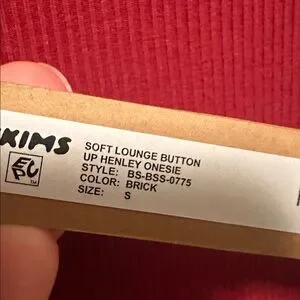 KIMS
SOFT LOUNGE BUTTON
UP HENLEY ONESIE
STYLE: BS-BSS-0775
COLOR: BRICK
SIZE: S